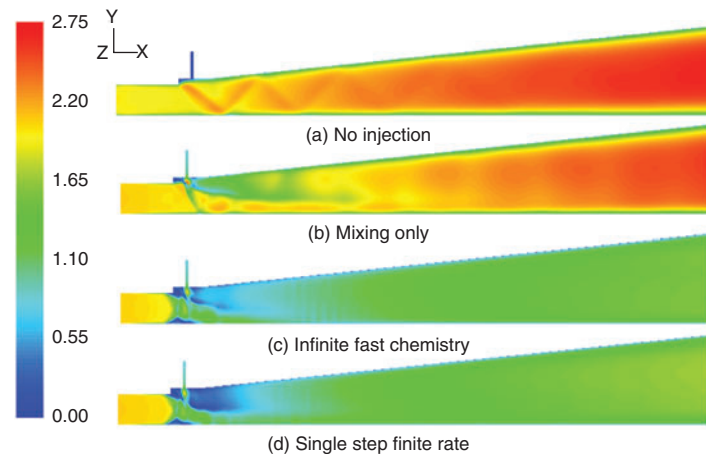 2.75
2.20
1.65
1.10
0.55
0.00
Y
Z X
(a) No injection
(b) Mixing only
(c) Infinite fast chemistry
(d) Single step finite rate